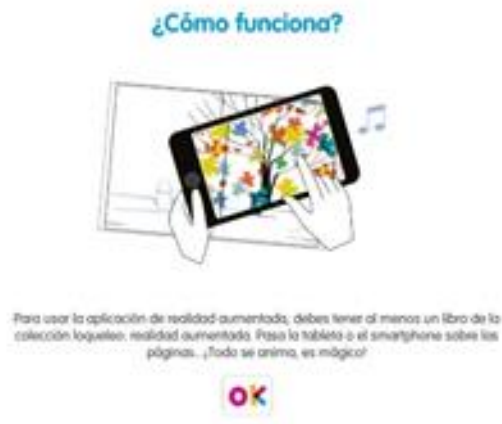 ¿Cómo funciona?
Para usar la aplicación de realidad aumentada, debes tener al menos un libro de la
colección loqueleo. realidad aumentada. Pasa la tableta o el smartphone sobre las
páginas. ¡Todo se anima, es mágico!
OK